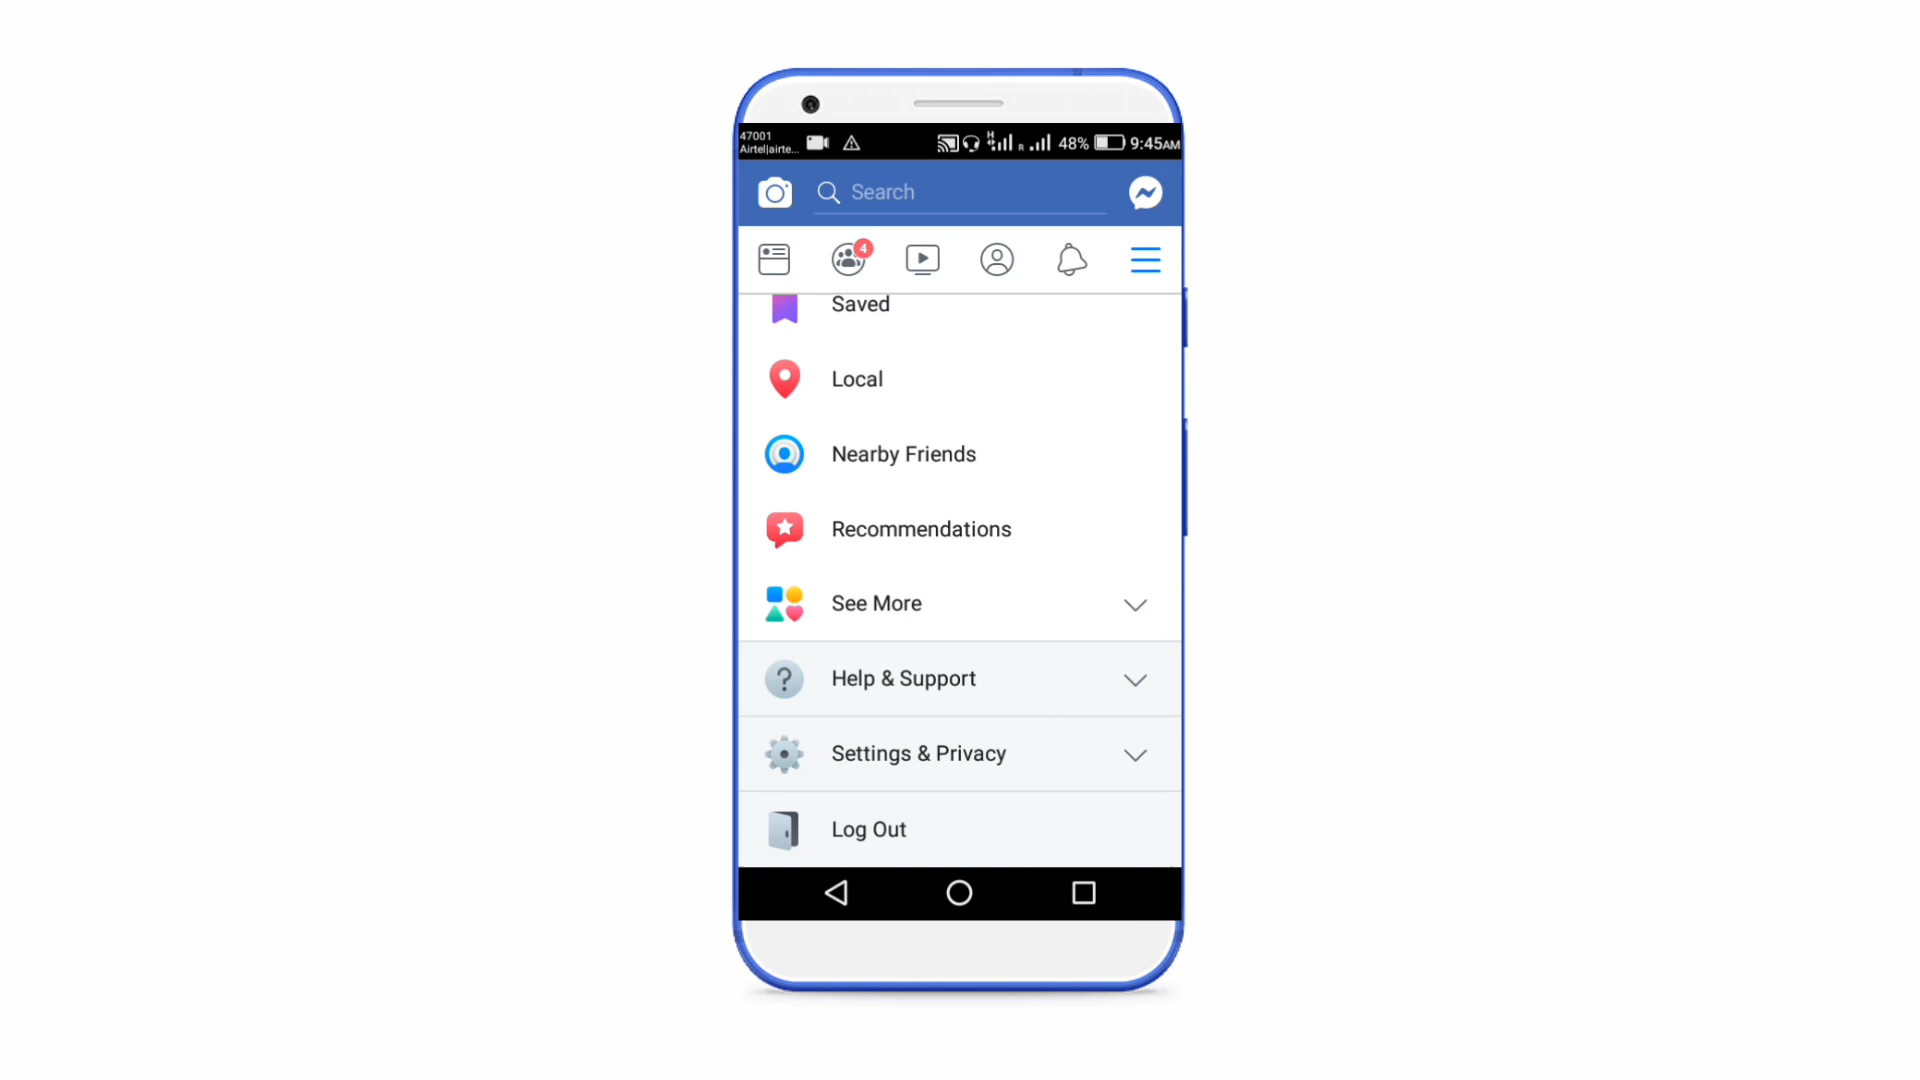 47001
Airtel|airte...
H
R
48%
9:45AM
Search
4
Saved
Local
Nearby Friends
Recommendations
See More
Help & Support
Settings & Privacy
Log Out